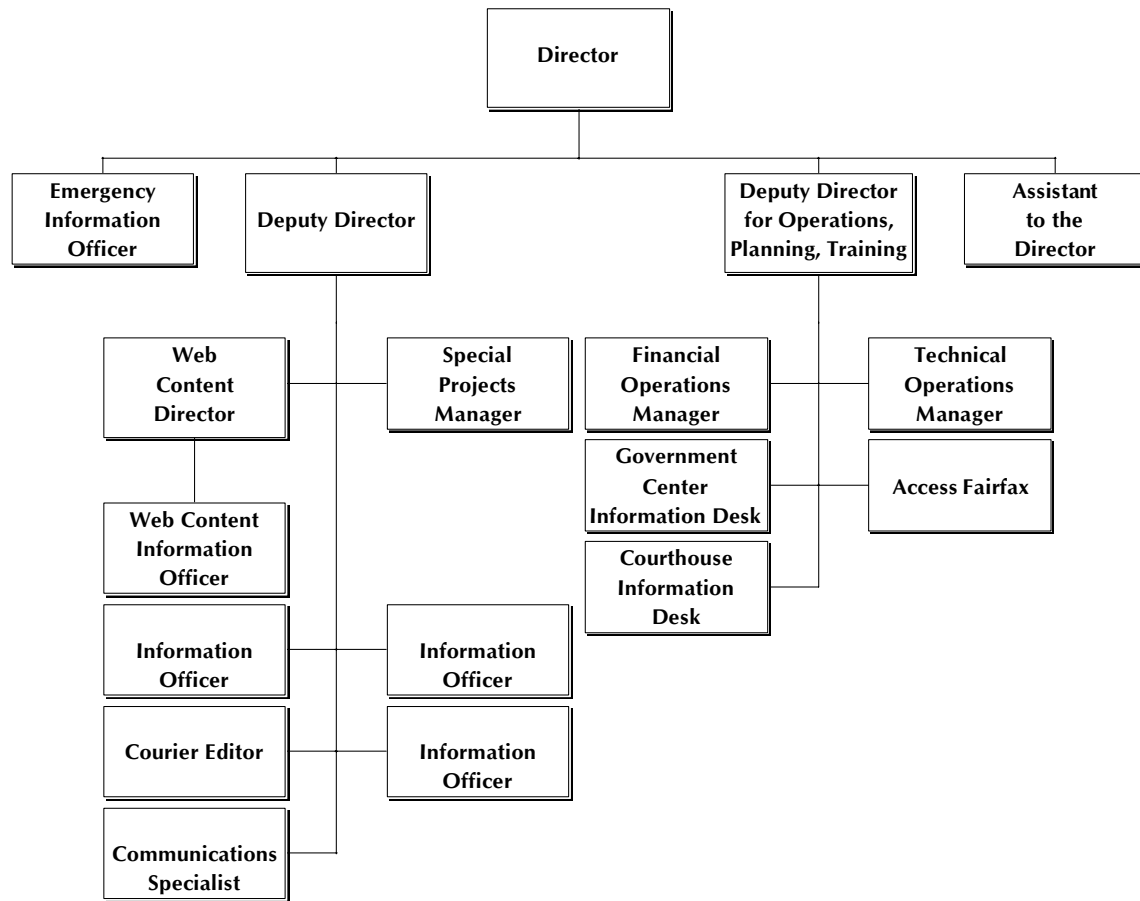 Director
Emergency
Information
Officer
Deputy Director
Deputy Director
for Operations,
Planning, Training
Assistant
to the
Director
Web
Content
Director
Special
Projects
Manager
Financial
Operations
Manager
Technical
Operations
Manager
Government
Center
Information Desk
Access Fairfax
Web Content
Information
Officer
Courthouse
Information
Desk
Information
Officer
Information
Officer
Courier Editor
Information
Officer
Communications
Specialist